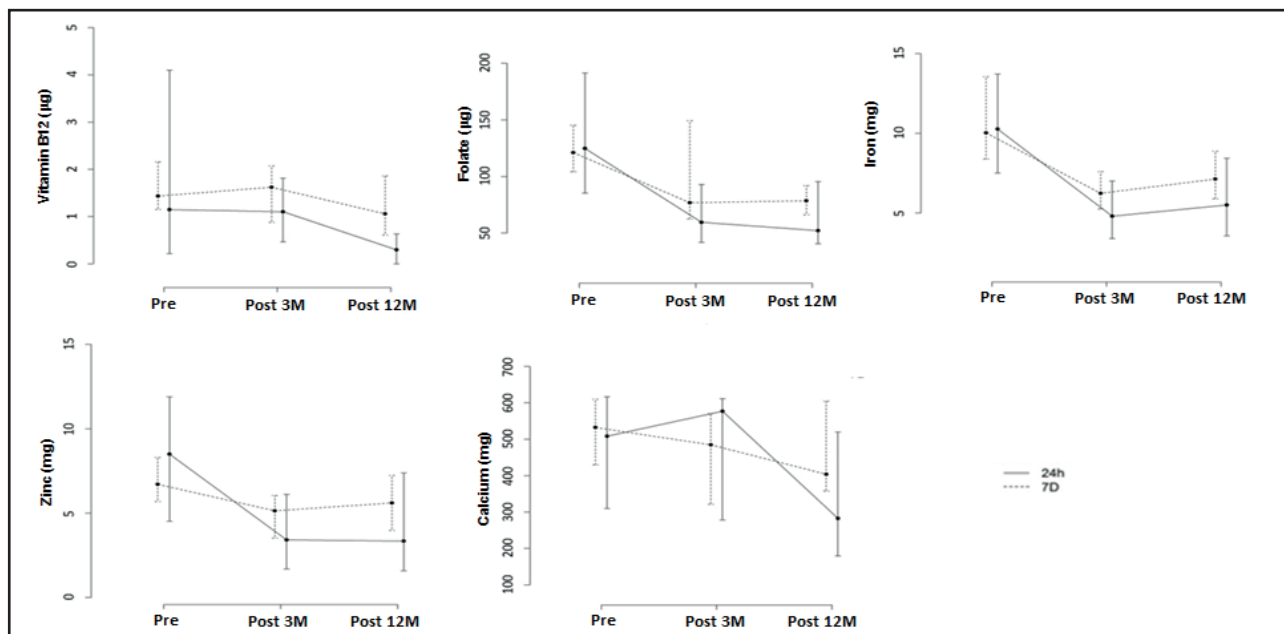 Vitamin B12 (µg)
5
4
3
2
1
0
Pre
Post 3M
Post 12M
Folate (µg)
200
150
100
50
Pre
Post 3M
Post 12M
Iron (mg)
15
10
5
Pre
Post 3M
Post 12M
Zinc (mg)
15
10
5
0
Pre
Post 3M
Post 12M
Calcium (mg)
700
600
500
400
300
200
100
Pre
Post 3M
Post 12M
24h
7D